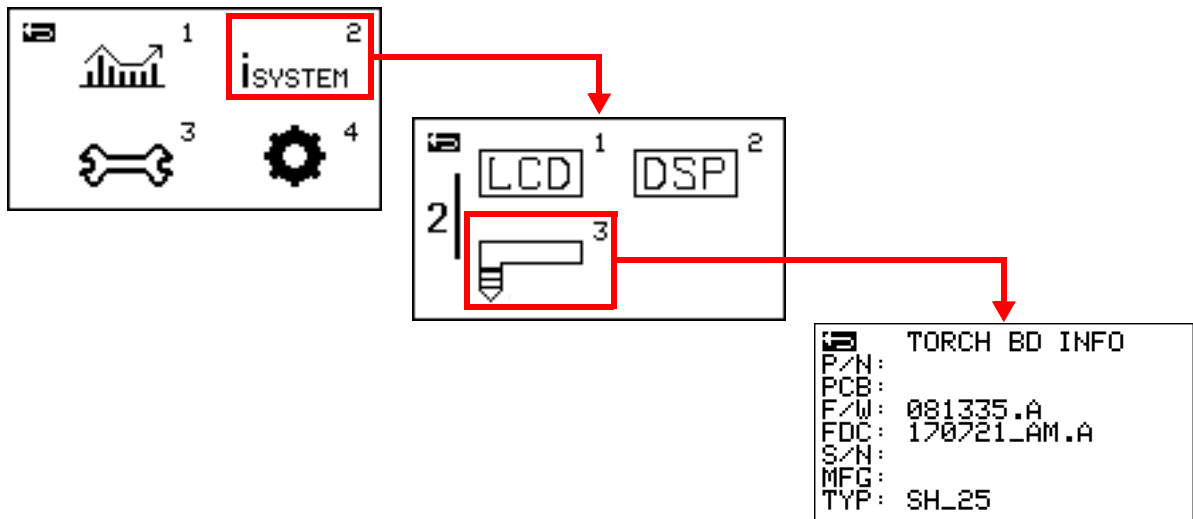 1
2
iSYSTEM
3
4
1
2
LCD
DSP
2
3
TORCH BD INFO
P/N:
PCB:
F/W: 081335.A
FDC: 170721_AM.A
S/N:
MFG:
TYP: SH_25